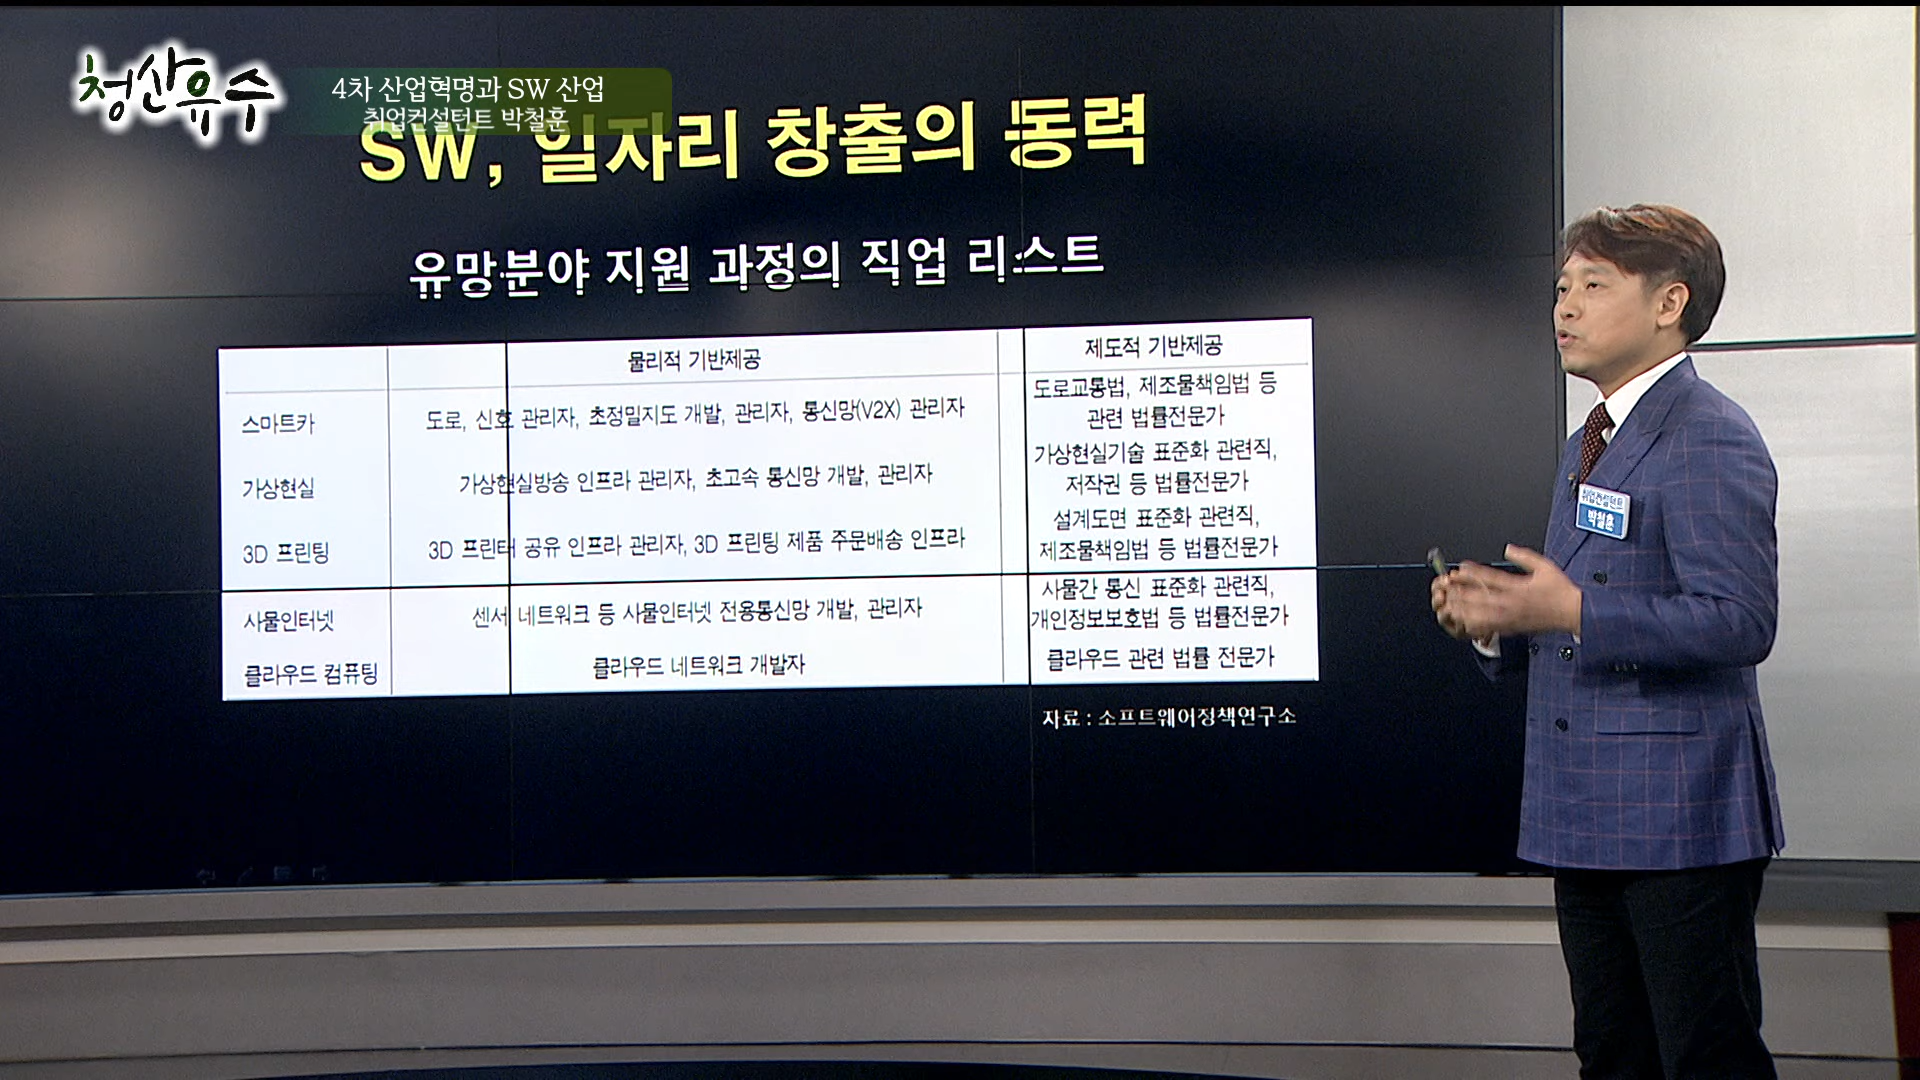 청산유수
4차 산업혁명과 SW 산업
취업컨설턴트 박철훈
SW, 일자리 창출의 동력
유망분야 지원 과정의 직업 리스트
물리적 기반제공
제도적 기반제공
스마트카
도로, 신호 관리자, 초정밀지도 개발, 관리자, 통신망(V2X) 관리자
도로교통법, 제조물책임법 등
관련 법률전문가
가상현실
가상현실방송 인프라 관리자, 초고속 통신망 개발, 관리자
가상현실기술 표준화 관련직,
저작권 등 법률전문가
3D 프린팅
3D 프린터 공유 인프라 관리자, 3D 프린팅 제품 주문배송 인프라
설계도면 표준화 관련직,
제조물책임법 등 법률전문가
사물인터넷
센서 네트워크 등 사물인터넷 전용통신망 개발, 관리자
사물간 통신 표준화 관련직,
개인정보보호법 등 법률전문가
클라우드 컴퓨팅
클라우드 네트워크 개발자
클라우드 관련 법률 전문가
자료 : 소프트웨어정책연구소
취업컨설턴트
박철훈